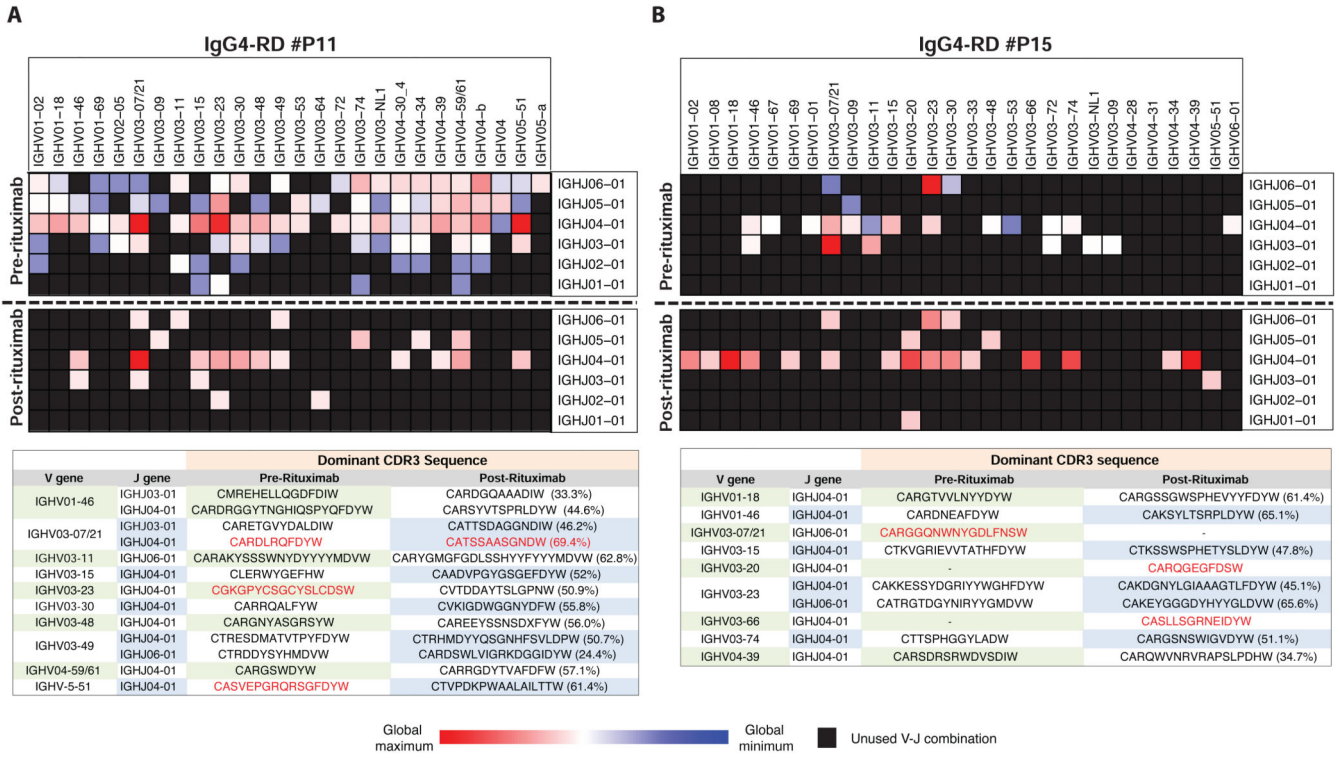 A
IgG4-RD #P11
IGHV01-02
IGHV01-18
IGHV01-46
IGHV01-69
IGHV02-05
IGHV03-07/21
IGHV03-09
IGHV03-11
IGHV03-15
IGHV03-23
IGHV03-30
IGHV03-48
IGHV03-49
IGHV03-53
IGHV03-64
IGHV03-72
IGHV03-74
IGHV03-NL1
IGHV04-30_4
IGHV04-34
IGHV04-39
IGHV04-59/61
IGHV04-b
IGHV04
IGHV05-51
IGHV05-a
Pre-rituximab
IGHJ06-01
IGHJ05-01
IGHJ04-01
IGHJ03-01
IGHJ02-01
IGHJ01-01
Post-rituximab
IGHJ06-01
IGHJ05-01
IGHJ04-01
IGHJ03-01
IGHJ02-01
IGHJ01-01
Dominant CDR3 Sequence
V gene J gene Pre-Rituximab Post-Rituximab
IGHV01-46 IGHJ03-01 CMREHELLQGDFDIW CARDGQAAADIW (33.3%)
IGHJ04-01 CARDRGGYTNGHIQSPYQFDYW CARSYVTSPRLDYW (44.6%)
IGHV03-07/21 IGHJ03-01 CARETGVYDALDIW CATTSDAGGNDIW (46.2%)
IGHJ04-01 CARDLRQFDYW CATSSAASGNDW (69.4%)
IGHV03-11 IGHJ06-01 CARAKYSSSWNYDYYYYMDVW CARYGMGFGDLSSHYYFYYYMDVW (62.8%)
IGHV03-15 IGHJ04-01 CLERWYGEFHW CAADVPGYGSGEFDYW (52%)
IGHV03-23 IGHJ04-01 CGKGPYCSGCYSLCDSW CVTDDAYTSLGPNW (50.9%)
IGHV03-30 IGHJ04-01 CARRQALFYW CVKIGDWGGNYDFW (55.8%)
IGHV03-48 IGHJ04-01 CARGNYASGRSYW CAREEYSSNSDXFW (56.0%)
IGHV03-49 IGHJ04-01 CTRESDMATVTPYFDYW CTRHMDYYQSGNHFSVLDPW (50.7%)
IGHJ06-01 CTRDDYSYHMDVW CARDSWLVIGRKDGGIDYW (24.4%)
IGHV04-59/61 IGHJ04-01 CARGSWDYW CARRGDYTVAFDFW (57.1%)
IGHV-5-51 IGHJ04-01 CASVEPGRQRSGFDYW CTVPDKPWAALAILTTW (61.4%)
B
IgG4-RD #P15
IGHV01-02
IGHV01-08
IGHV01-18
IGHV01-46
IGHV01-67
IGHV01-69
IGHV01-01
IGHV03-07/21
IGHV03-09
IGHV03-11
IGHV03-15
IGHV03-20
IGHV03-23
IGHV03-30
IGHV03-33
IGHV03-48
IGHV03-53
IGHV03-66
IGHV03-72
IGHV03-74
IGHV03-NL1
IGHV03-09
IGHV04-28
IGHV04-31
IGHV04-34
IGHV04-39
IGHV05-51
IGHV06-01
Pre-rituximab
IGHJ06-01
IGHJ05-01
IGHJ04-01
IGHJ03-01
IGHJ02-01
IGHJ01-01
Post-rituximab
IGHJ06-01
IGHJ05-01
IGHJ04-01
IGHJ03-01
IGHJ02-01
IGHJ01-01
Dominant CDR3 sequence
V gene J gene Pre-Rituximab Post-Rituximab
IGHV01-18 IGHJ04-01 CARGTVVLNYYDYW CARGSSGWSPHEVYYFDYW (61.4%)
IGHV01-46 IGHJ04-01 CARDNEAFDYW CAKSYLTSRPLDYW (65.1%)
IGHV03-07/21 IGHJ06-01 CARGGQNWNYGDLFNSW -
IGHV03-15 IGHJ04-01 CTKVGRIEVVTATHFDYW CTKSSWSPHETYSLDYW (47.8%)
IGHV03-20 IGHJ04-01 - CARQGEGFDSW
IGHV03-23 IGHJ04-01 CAKKESSYDGRIYYWGHFDYW CAKDGNYLGIAAAGTLFDYW (45.1%)
IGHJ06-01 CATRGTDGYNIRYYGMDVW CAKEYGGGDYHYYGLDVW (65.6%)
IGHV03-66 IGHJ04-01 - CASLLSGRNEIDYW
IGHV03-74 IGHJ04-01 CTTSPHGGYLADW CARGSNSWIGVDYW (51.1%)
IGHV04-39 IGHJ04-01 CARSDRSRWDVSDIW CARQWVNRVRAPSLPDHW (34.7%)
Global maximum
Global minimum
Unused V-J combination